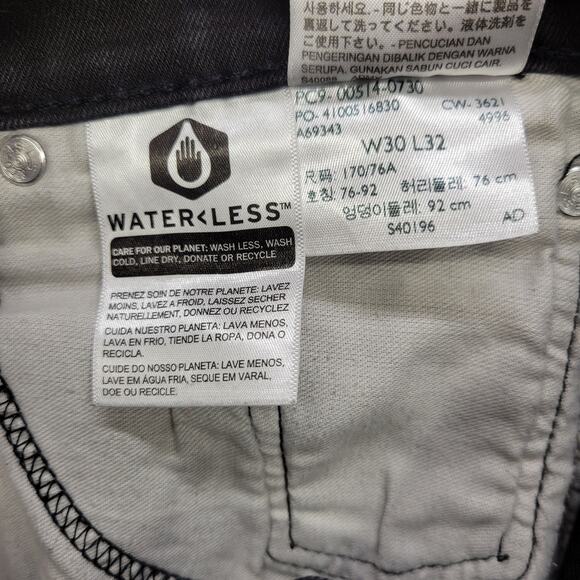 使用みする。- 同じ色物と一緒に製品を
裏返して洗ってください。液体洗剤を
ご使用下さい。- PENCUCIAN DAN
PENGERINGAN DIBALIK DENGAN WARNA
SERUPA. GUNAKAN SABUN CUCI CAIR.
PC9- 00514-0730
PO- 4100516830 CW- 3621
A69343 4996
W30 L32
尺码: 170/76A
호칭: 76-92 허리둘레: 76 cm
엉덩이둘레: 92 cm
S40196 AD
WATER<LESS™
CARE FOR OUR PLANET: WASH LESS, WASH
COLD, LINE DRY, DONATE OR RECYCLE
PRENEZ SOIN DE NOTRE PLANETE: LAVEZ
MOINS, LAVEZ A FROID, LAISSEZ SECHER
NATURELLEMENT, DONNEZ OU RECYCLEZ
CUIDA NUESTRO PLANETA: LAVA MENOS,
LAVA EN FRIO, TIENDE LA ROPA, DONA O
RECICLA.
CUIDE DO NOSSO PLANETA: LAVE MENOS,
LAVE EM ÁGUA FRIA, SEQUE EM VARAL,
DOE OU RECICLE.